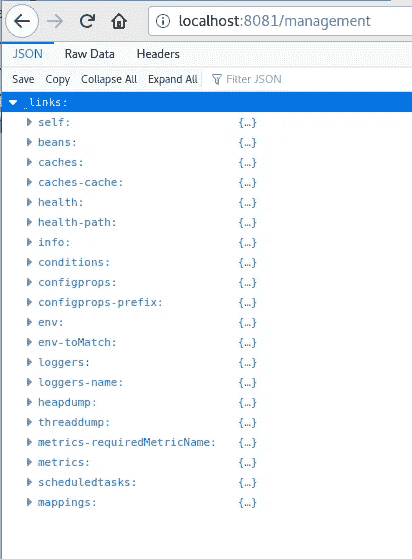 localhost:8081/management
JSON Raw Data Headers
Save Copy Collapse All Expand All Filter JSON
_links:
self: {…}
beans: {…}
caches: {…}
caches-cache: {…}
health: {…}
health-path: {…}
info: {…}
conditions: {…}
configprops: {…}
configprops-prefix: {…}
env: {…}
env-toMatch: {…}
loggers: {…}
loggers-name: {…}
heapdump: {…}
threaddump: {…}
metrics-requiredMetricName: {…}
metrics: {…}
scheduledtasks: {…}
mappings: {…}